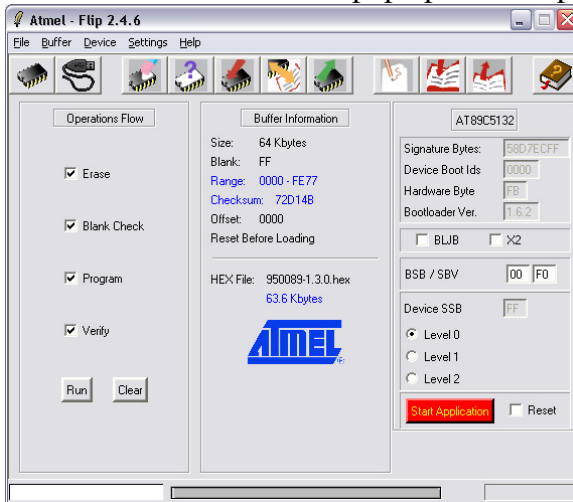 Atmel - Flip 2.4.6
File Buffer Device Settings Help
Operations Flow
Erase
Blank Check
Program
Verify
Run Clear
Buffer Information
Size: 64 Kbytes
Blank: FF
Range: 0000 - FE77
Checksum: 72D14B
Offset: 0000
Reset Before Loading
HEX File: 950089-1.3.0.hex
63.6 Kbytes
ATMEL
AT89C5132
Signature Bytes: 58D7ECFF
Device Boot Ids 0000
Hardware Byte FB
Bootloader Ver. 1.6.2
BLJB X2
BSB / SBV 00 F0
Device SSB FF
Level 0
Level 1
Level 2
Start Application Reset